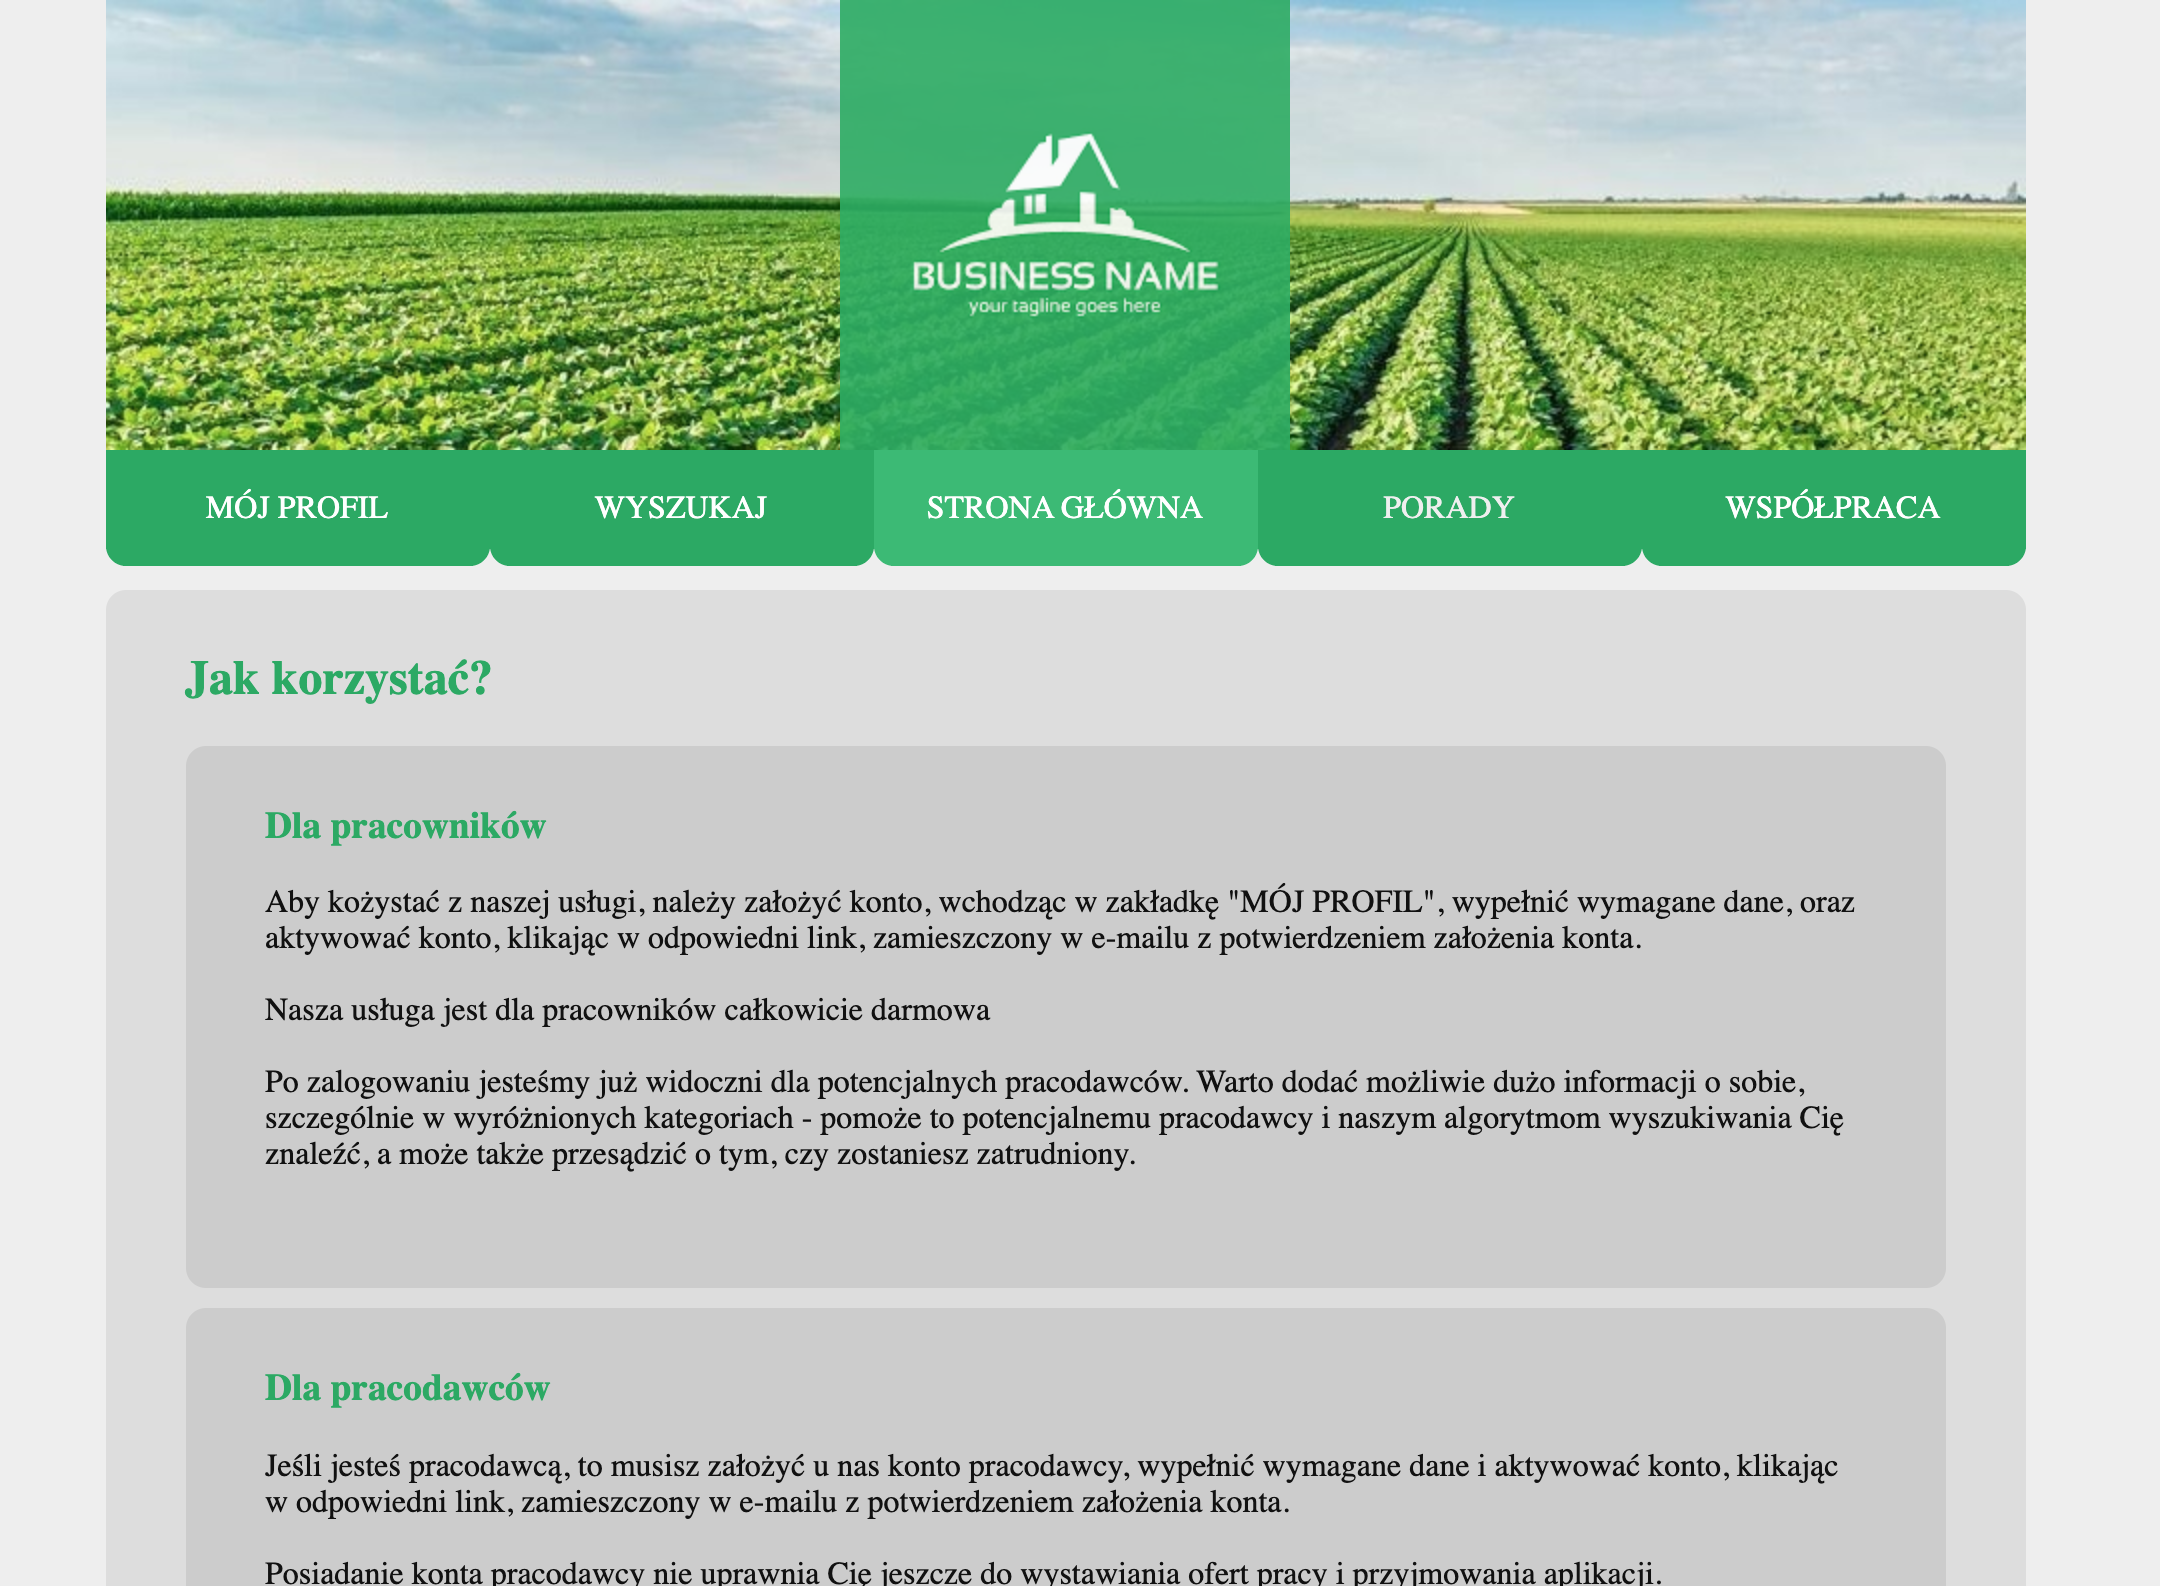 BUSINESS NAME
your tagline goes here
MÓJ PROFIL
WYSZUKAJ
STRONA GŁÓWNA
PORADY
WSPÓŁPRACA
Jak korzystać?
Dla pracowników
Aby kożystać z naszej usługi, należy założyć konto, wchodząc w zakładkę "MÓJ PROFIL", wypełnić wymagane dane, oraz
aktywować konto, klikając w odpowiedni link, zamieszczony w e-mailu z potwierdzeniem założenia konta.
Nasza usługa jest dla pracowników całkowicie darmowa
Po zalogowaniu jesteśmy już widoczni dla potencjalnych pracodawców. Warto dodać możliwie dużo informacji o sobie,
szczególnie w wyróżnionych kategoriach - pomoże to potencjalnemu pracodawcy i naszym algorytmom wyszukiwania Cię
znaleźć, a może także przesądzić o tym, czy zostaniesz zatrudniony.
Dla pracodawców
Jeśli jesteś pracodawcą, to musisz założyć u nas konto pracodawcy, wypełnić wymagane dane i aktywować konto, klikając
w odpowiedni link, zamieszczony w e-mailu z potwierdzeniem założenia konta.
Posiadanie konta pracodawcy nie uprawnia Cię jeszcze do wystawiania ofert pracy i przyjmowania aplikacji.